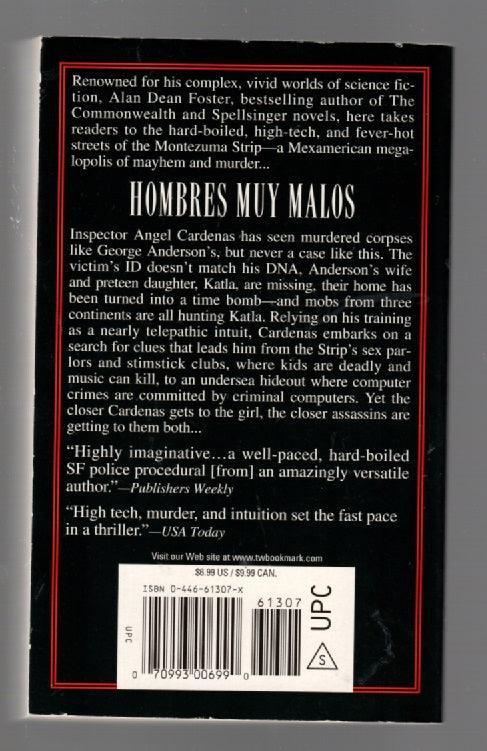 Renowned for his complex, vivid worlds of science fic-
tion, Alan Dean Foster, bestselling author of The
Commonwealth and Spellsinger novels, here takes
readers to the hard-boiled, high-tech, and fever-hot
streets of the Montezuma Strip—a Mexamerican mega-
lopolis of mayhem and murder...
HOMBRES MUY MALOS
Inspector Angel Cardenas has seen murdered corpses
like George Anderson's, but never a case like this. The
victim's ID doesn't match his DNA, Anderson's wife
and preteen daughter, Katla, are missing, their home has
been turned into a time bomb—and mobs from three
continents are all hunting Katla. Relying on his training
as a nearly telepathic intuit, Cardenas embarks on a
search for clues that leads him from the Strip's sex par-
lors and stimstick clubs, where kids are deadly and
music can kill, to an undersea hideout where computer
crimes are committed by criminal computers. Yet the
closer Cardenas gets to the girl, the closer assassins are
getting to them both...
"Highly imaginative...a well-paced, hard-boiled
SF police procedural [from] an amazingly versatile
author."—Publishers Weekly
"High tech, murder, and intuition set the fast pace
in a thriller."—USA Today
Visit our Web site at www.twbookmark.com
$6.99 US / $9.99 CAN.
ISBN 0-446-61307-X
61307
UPC
UPC
S
0 70993 00699 0